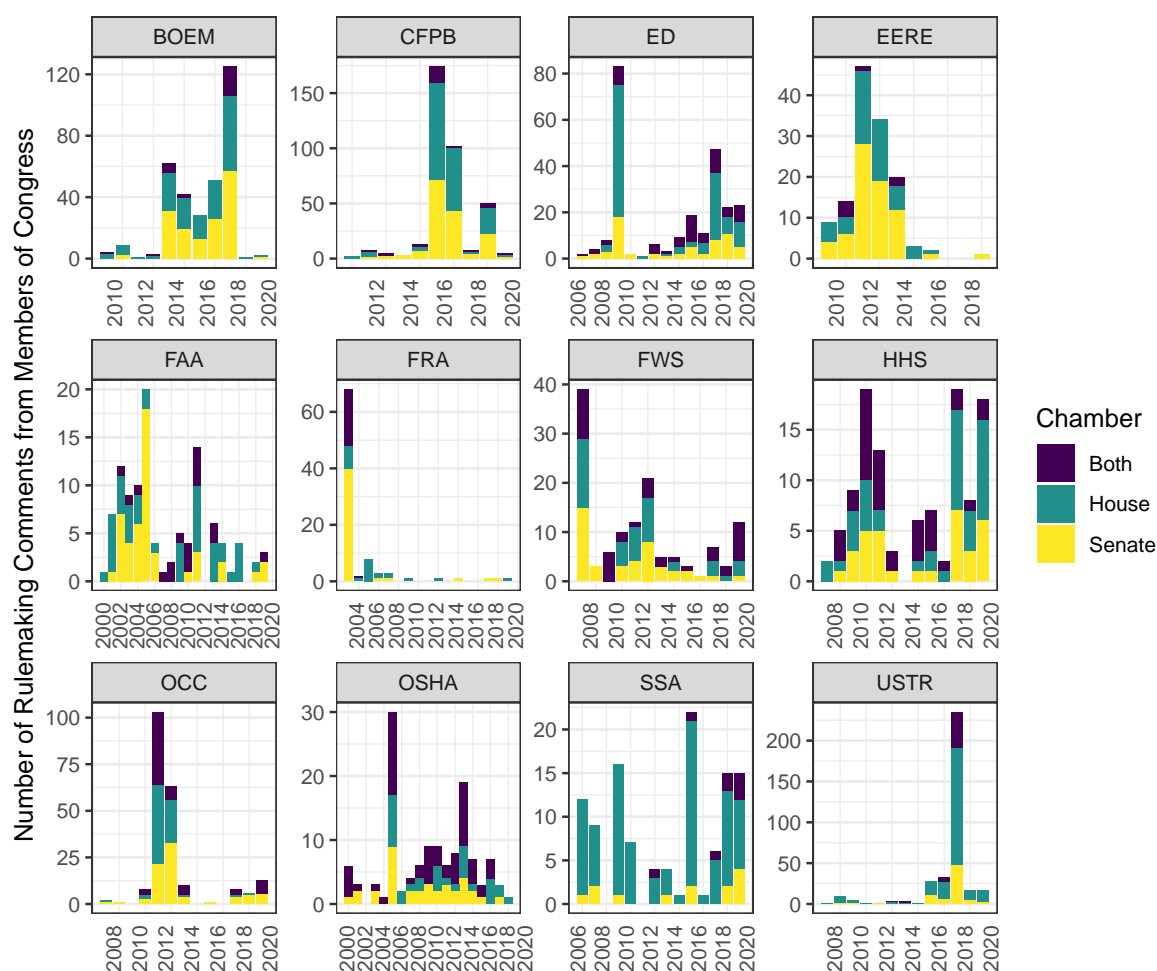 BOEM CFPB ED EERE
120 80 40 0
150 100 50 0
80 60 40 20 0
40 30 20 10 0
2010 2012 2014 2016 2018 2020
2012 2014 2016 2018 2020
2006 2008 2010 2012 2014 2016 2018 2020
2010 2012 2014 2016 2018
Number of Rulemaking Comments from Members of Congress
FAA FRA FWS HHS
20 15 10 5 0
60 40 20 0
40 30 20 10 0
15 10 5 0
2000 2002 2004 2006 2008 2010 2012 2014 2016 2018 2020
2004 2006 2008 2010 2012 2014 2016 2018 2020
2008 2010 2012 2014 2016 2018 2020
2008 2010 2012 2014 2016 2018 2020
Chamber
Both
House
Senate
OCC OSHA SSA USTR
100 75 50 25 0
30 20 10 0
20 15 10 5 0
200 150 100 50 0
2008 2010 2012 2014 2016 2018 2020
2000 2002 2004 2006 2008 2010 2012 2014 2016 2018 2020
2006 2008 2010 2012 2014 2016 2018 2020
2008 2010 2012 2014 2016 2018 2020